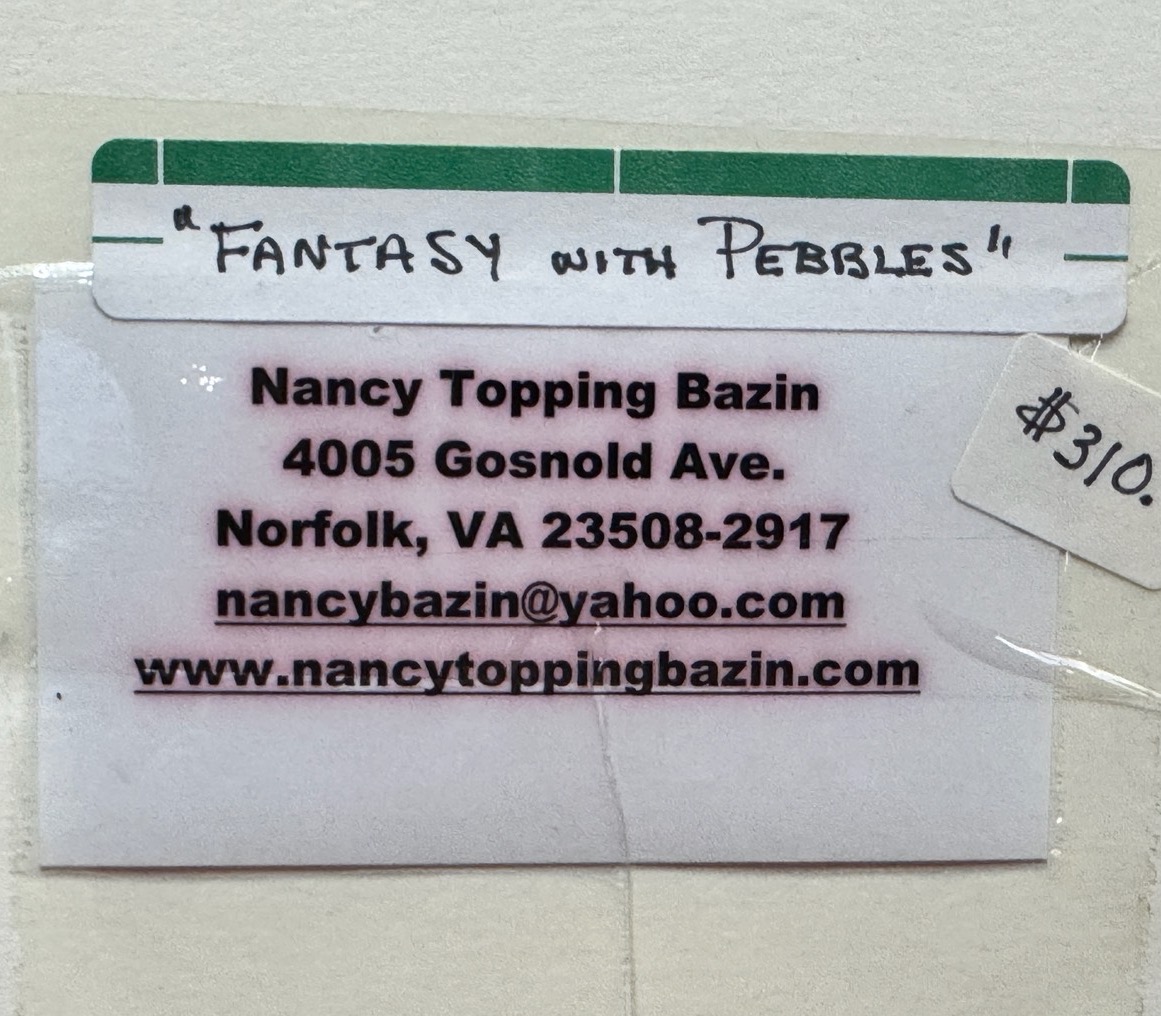 "FANTASY WITH PEBBLES"
Nancy Topping Bazin
4005 Gosnold Ave.
Norfolk, VA 23508-2917
nancybazin@yahoo.com
www.nancytoppingbazin.com
$310.